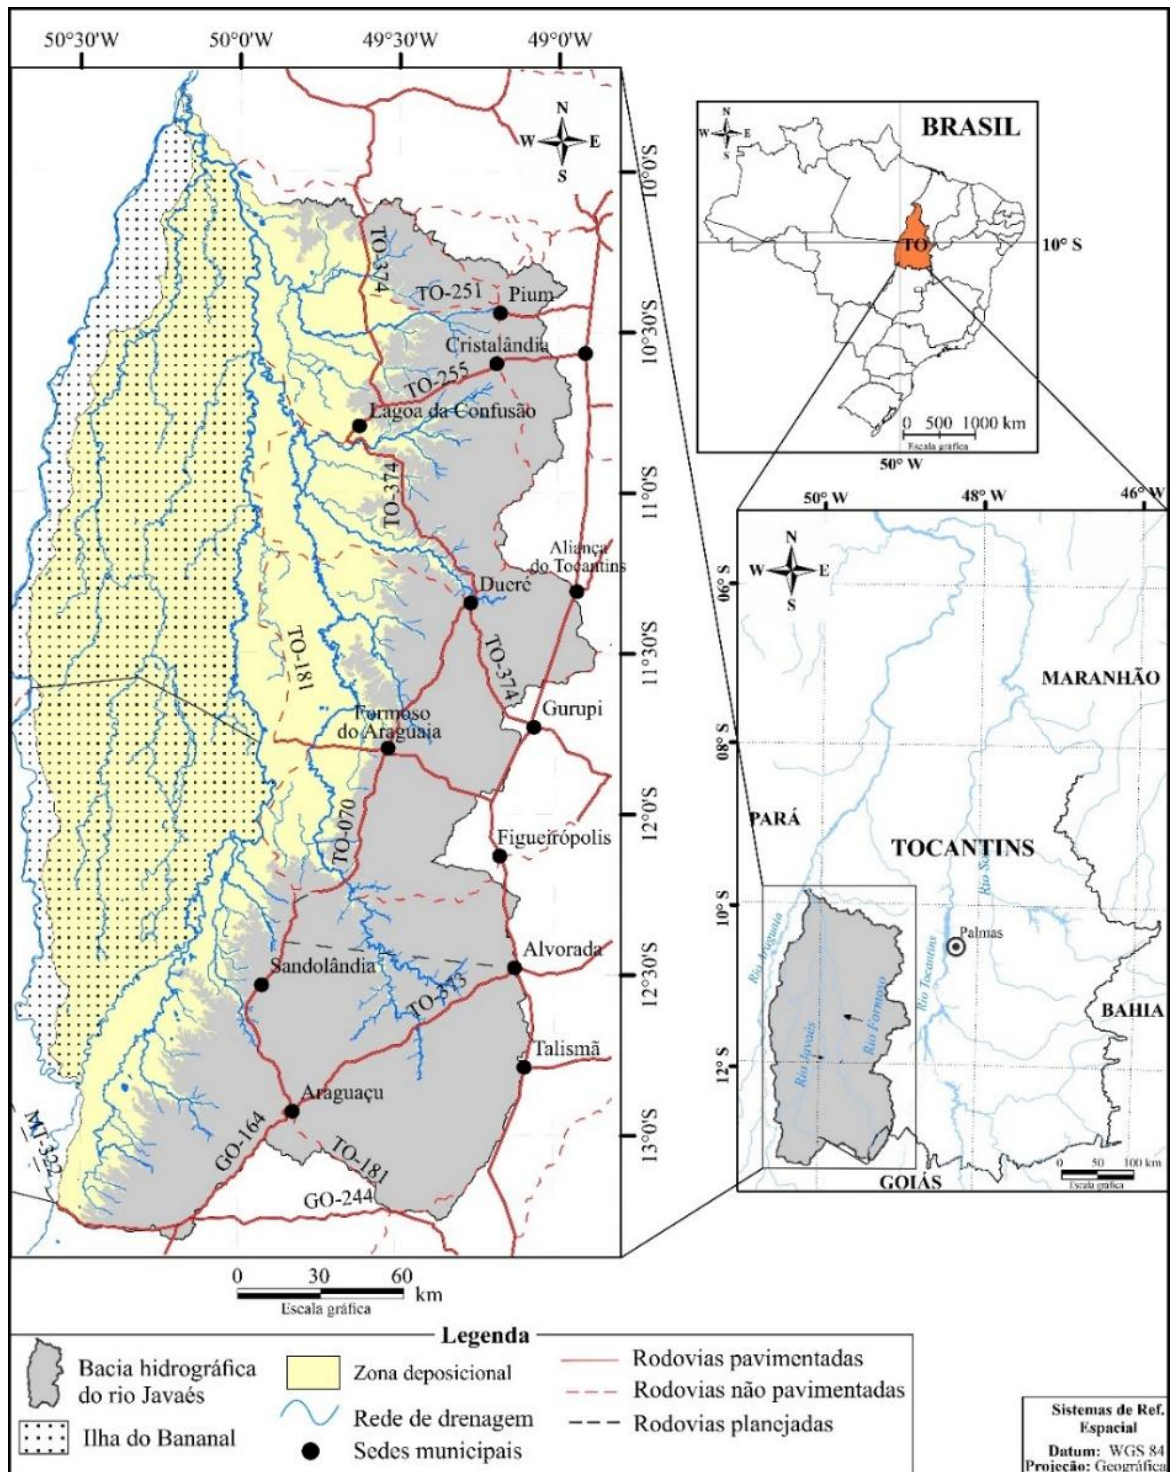 50°30'W 50°0'W 49°30'W 49°0'W
N
W E
S
10°0'S
10°30'S
11°0'S
11°30'S
12°0'S
12°30'S
13°0'S
TO-374
TO-251
Pium
Cristalândia
TO-255
Lagoa da Confusão
TO-374
Aliança
do Tocantins
Dueré
TO-181
TO-374
Gurupi
Formoso
do Araguaia
TO-070
Figueirópolis
Alvorada
Sandolândia
TO-373
Talismã
Araguaçu
MT-322
GO-164
TO-181
GO-244
0 30 60
km
Escala gráfica
N
W E
S
BRASIL
TO
10° S
0 500 1000 km
Escala gráfica
50° W
50° W 48° W 46° W
N
W E
S
06°S
08°S
10°S
12°S
MARANHÃO
PARÁ
TOCANTINS
Rio Araguaia
Rio Tocantins
Palmas
Rio Formoso
Rio Javaés
BAHIA
GOIÁS
0 50 100 km
Escala gráfica
Legenda
Bacia hidrográfica
do rio Javaés
Ilha do Bananal
Zona deposicional
Rede de drenagem
Sedes municipais
Rodovias pavimentadas
Rodovias não pavimentadas
Rodovias planejadas
Sistemas de Ref.
Espacial
Datum: WGS 84
Projeção: Geográfica